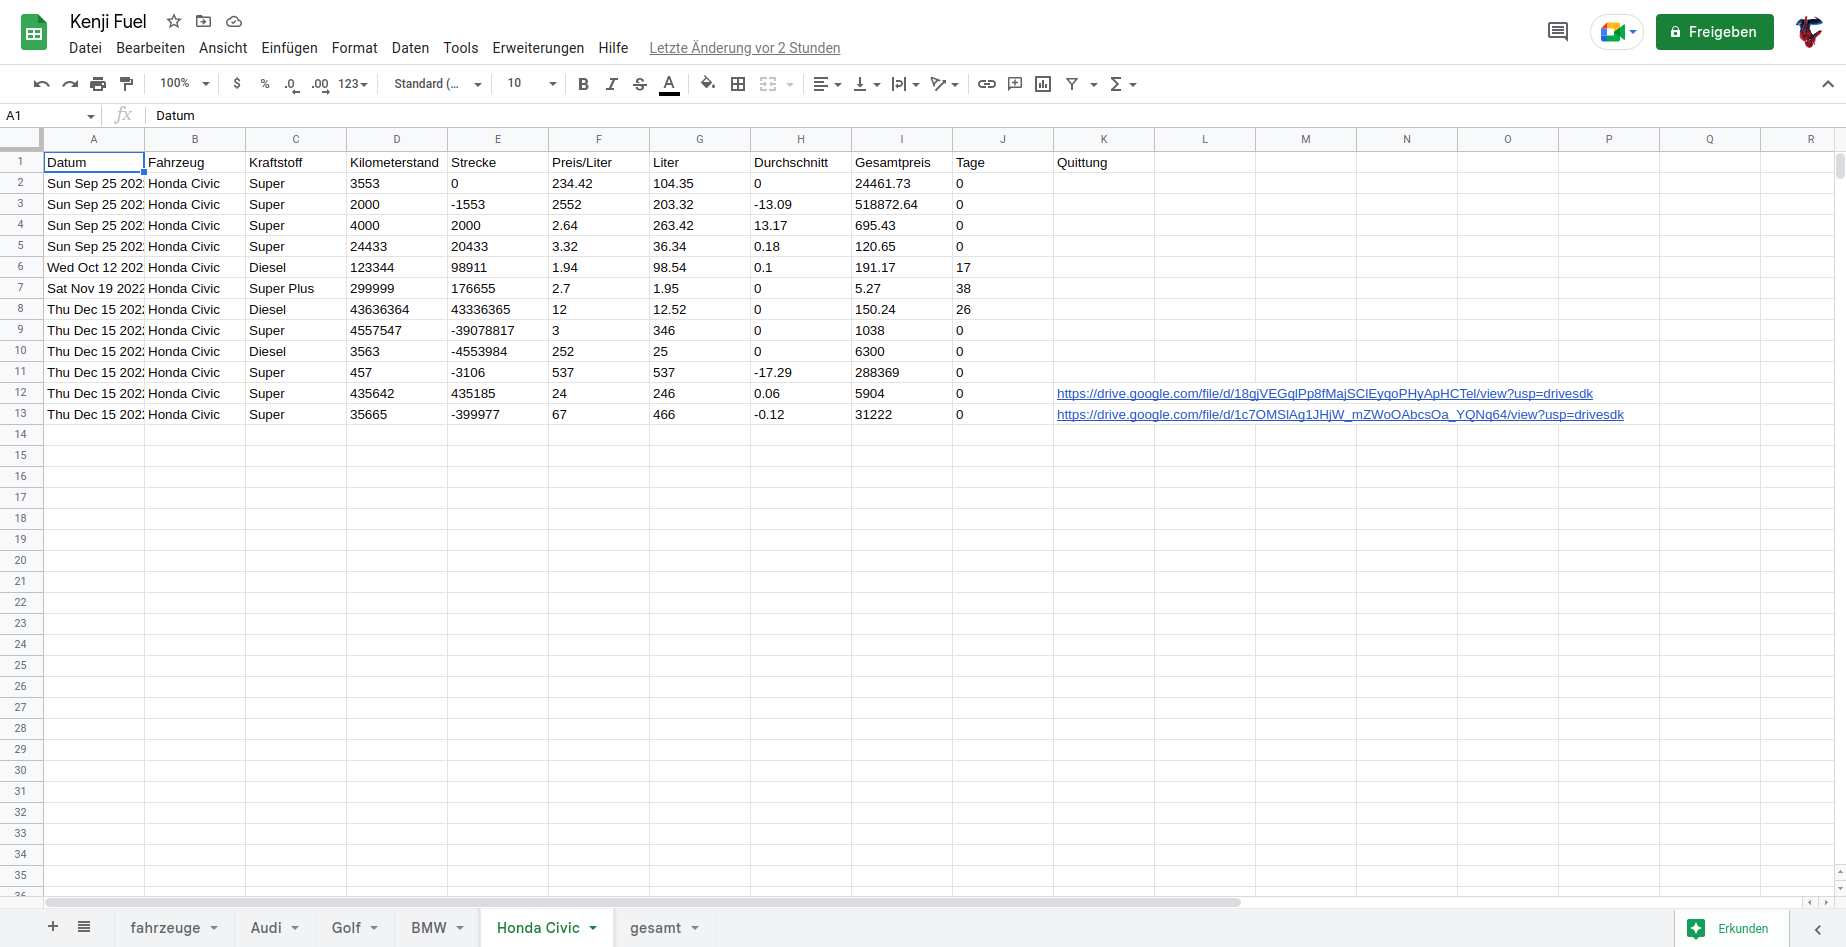 Kenji Fuel
Datei Bearbeiten Ansicht Einfügen Format Daten Tools Erweiterungen Hilfe Letzte Änderung vor 2 Stunden
Freigeben
100% $ % .0 .00 123 Standard (... 10 B I S A
A1 fx Datum
A B C D E F G H I J K L M N O P Q R
1 Datum Fahrzeug Kraftstoff Kilometerstand Strecke Preis/Liter Liter Durchschnitt Gesamtpreis Tage Quittung
2 Sun Sep 25 202 Honda Civic Super 3553 0 234.42 104.35 0 24461.73 0
3 Sun Sep 25 202 Honda Civic Super 2000 -1553 2552 203.32 -13.09 518872.64 0
4 Sun Sep 25 202 Honda Civic Super 4000 2000 2.64 263.42 13.17 695.43 0
5 Sun Sep 25 202 Honda Civic Super 24433 20433 3.32 36.34 0.18 120.65 0
6 Wed Oct 12 202 Honda Civic Diesel 123344 98911 1.94 98.54 0.1 191.17 17
7 Sat Nov 19 2022 Honda Civic Super Plus 299999 176655 2.7 1.95 0 5.27 38
8 Thu Dec 15 202 Honda Civic Diesel 43636364 43336365 12 12.52 0 150.24 26
9 Thu Dec 15 202 Honda Civic Super 4557547 -39078817 3 346 0 1038 0
10 Thu Dec 15 202 Honda Civic Diesel 3563 -4553984 252 25 0 6300 0
11 Thu Dec 15 202 Honda Civic Super 457 -3106 537 537 -17.29 288369 0
12 Thu Dec 15 202 Honda Civic Super 435642 435185 24 246 0.06 5904 0 https://drive.google.com/file/d/18gjVEGqlPp8fMajSClEyqoPHyApHCTel/view?usp=drivesdk
13 Thu Dec 15 202 Honda Civic Super 35665 -399977 67 466 -0.12 31222 0 https://drive.google.com/file/d/1c7OMSlAg1JHjW_mZWoOAbcsOa_YQNq64/view?usp=drivesdk
14
15
16
17
18
19
20
21
22
23
24
25
26
27
28
29
30
31
32
33
34
35
36
fahrzeuge Audi Golf BMW Honda Civic gesamt Erkunden